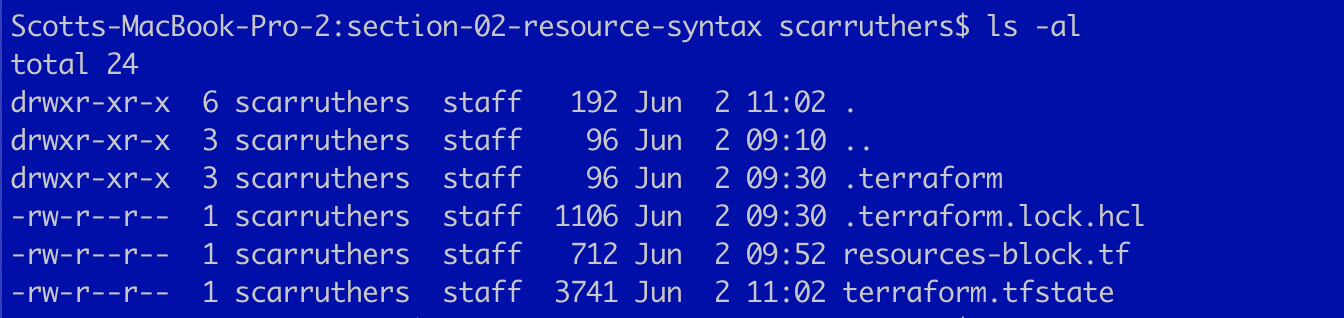 Scotts-MacBook-Pro-2:section-02-resource-syntax scarruthers$ ls -al
total 24
drwxr-xr-x  6 scarruthers  staff   192 Jun  2 11:02 .
drwxr-xr-x  3 scarruthers  staff    96 Jun  2 09:10 ..
drwxr-xr-x  3 scarruthers  staff    96 Jun  2 09:30 .terraform
-rw-r--r--  1 scarruthers  staff  1106 Jun  2 09:30 .terraform.lock.hcl
-rw-r--r--  1 scarruthers  staff   712 Jun  2 09:52 resources-block.tf
-rw-r--r--  1 scarruthers  staff  3741 Jun  2 11:02 terraform.tfstate